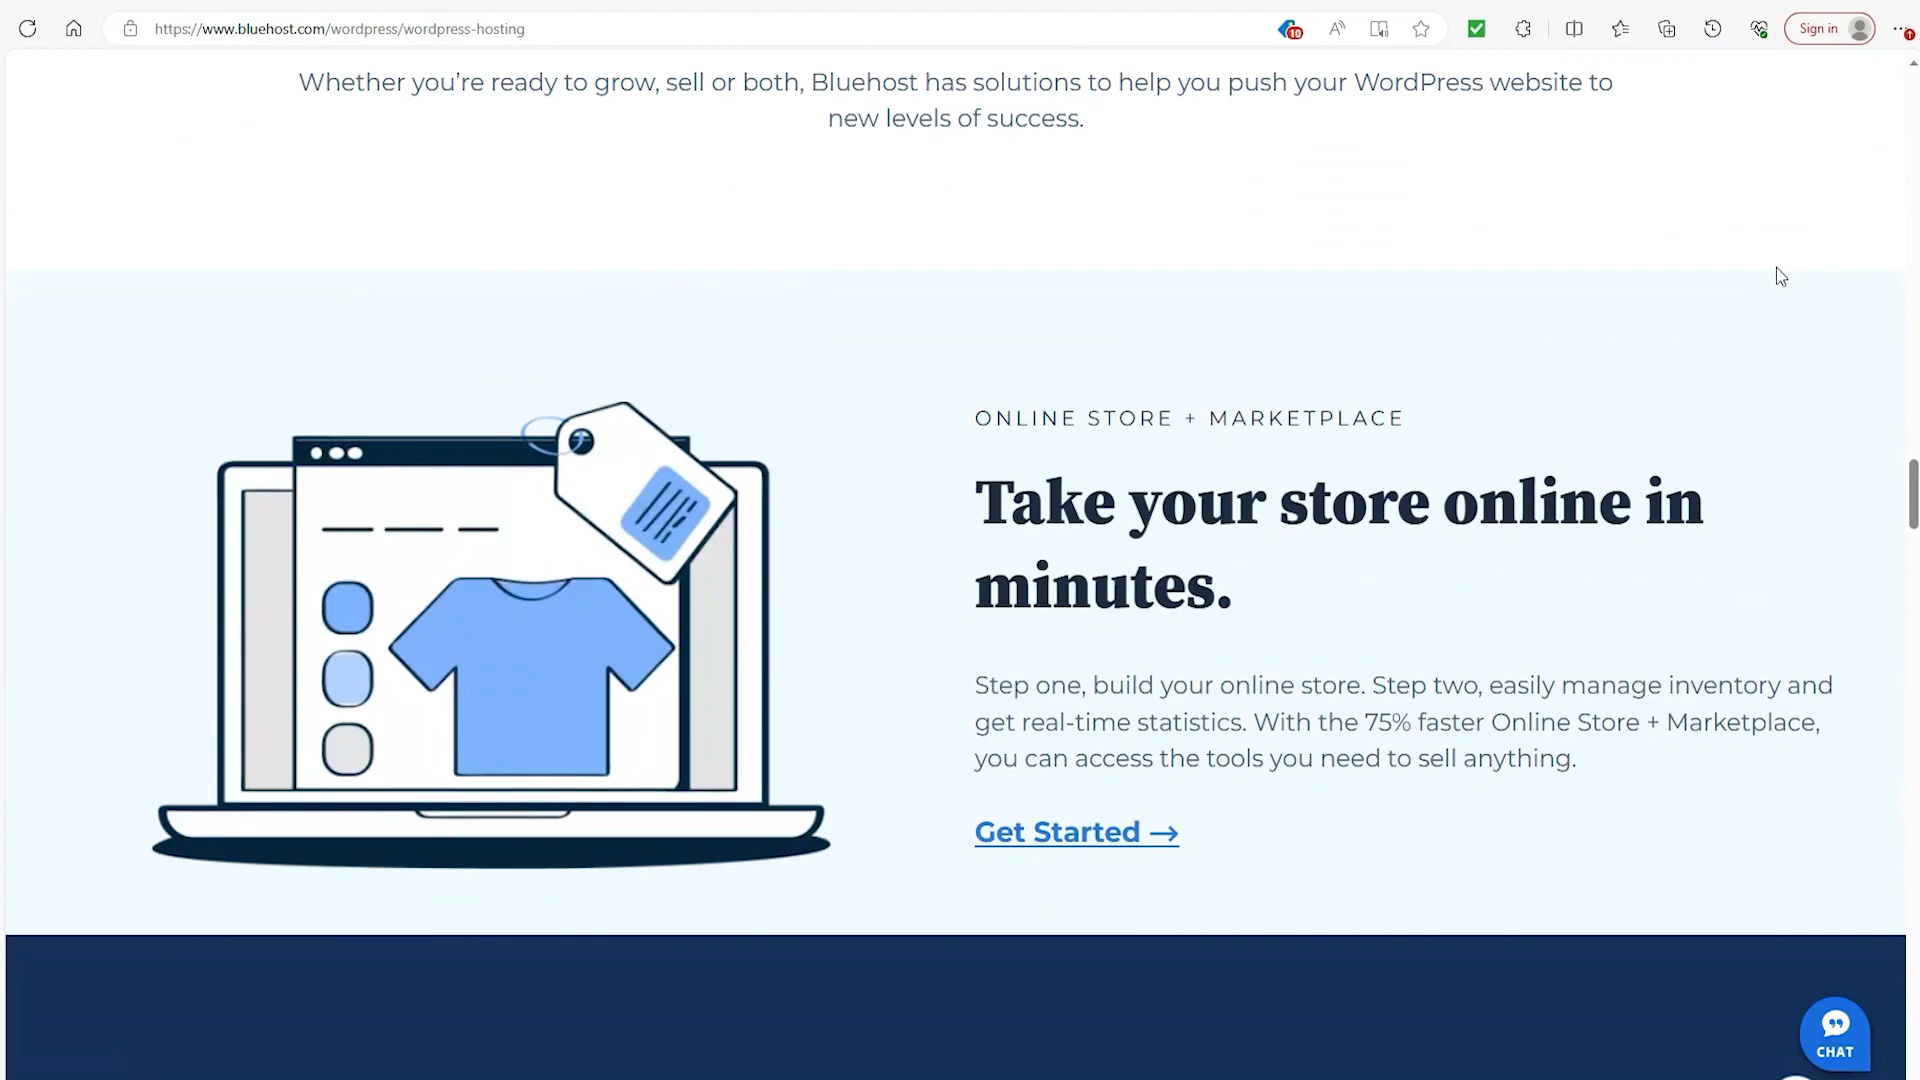 https://www.bluehost.com/wordpress/wordpress-hosting
10
Sign in
Whether you’re ready to grow, sell or both, Bluehost has solutions to help you push your WordPress website to
new levels of success.
ONLINE STORE + MARKETPLACE
Take your store online in
minutes.
Step one, build your online store. Step two, easily manage inventory and
get real-time statistics. With the 75% faster Online Store + Marketplace,
you can access the tools you need to sell anything.
Get Started →
CHAT